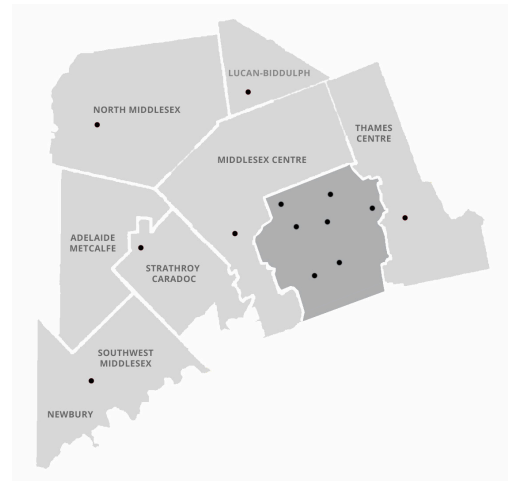 LUCAN-BIDDULPH
NORTH MIDDLESEX
THAMES
CENTRE
MIDDLESEX CENTRE
ADELAIDE
METCALFE
STRATHROY
CARADOC
SOUTHWEST
MIDDLESEX
NEWBURY